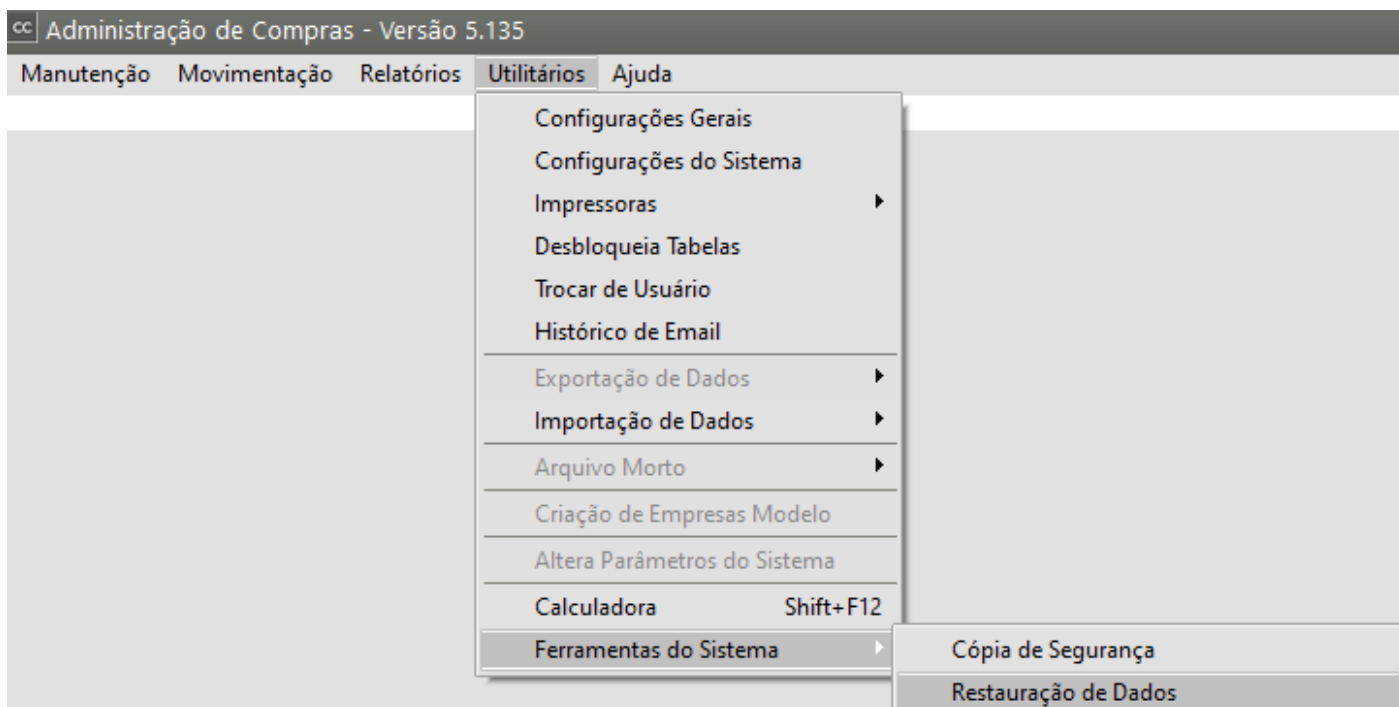 cc Administração de Compras - Versão 5.135
Manutenção Movimentação Relatórios Utilitários Ajuda
Configurações Gerais
Configurações do Sistema
Impressoras
Desbloqueia Tabelas
Trocar de Usuário
Histórico de Email
Exportação de Dados
Importação de Dados
Arquivo Morto
Criação de Empresas Modelo
Altera Parâmetros do Sistema
Calculadora Shift+F12
Ferramentas do Sistema Cópia de Segurança
Restauração de Dados